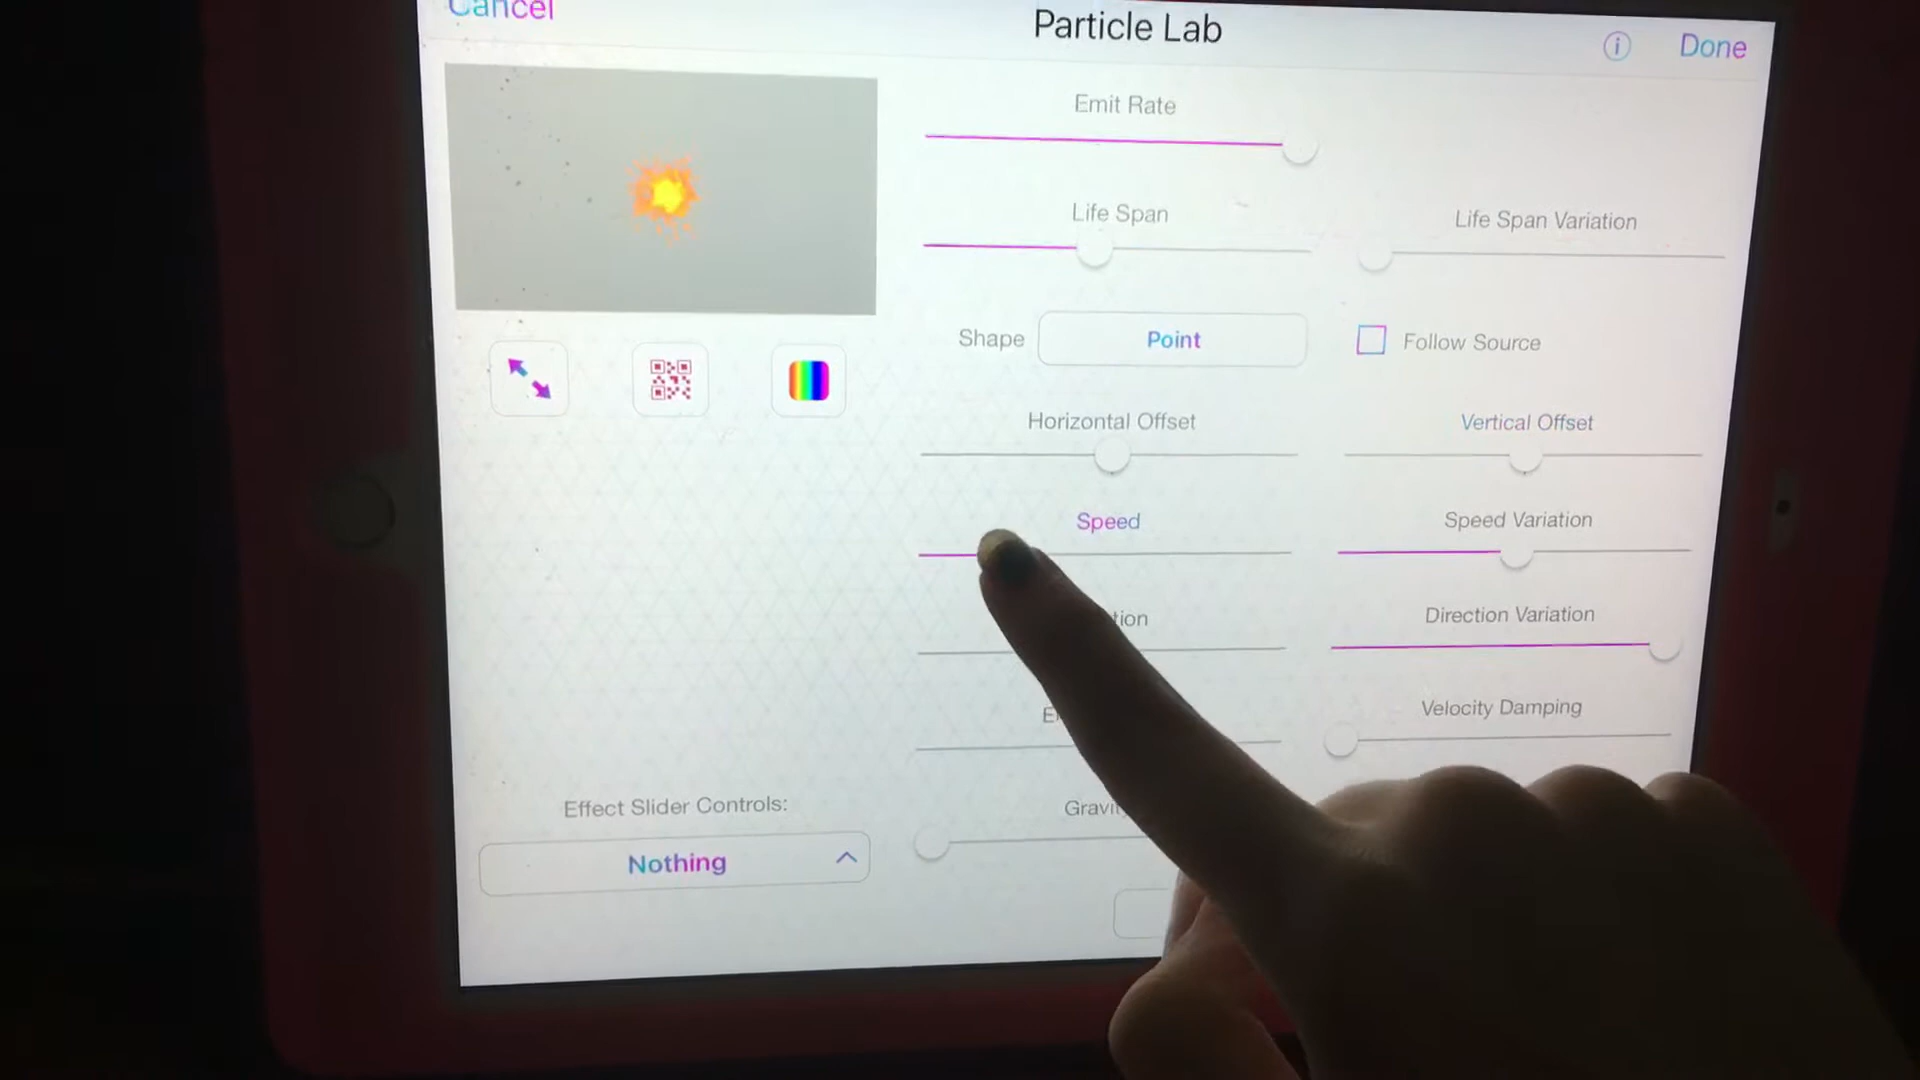 Cancel
Particle Lab
Done
Emit Rate
Life Span
Life Span Variation
Shape
Point
Follow Source
Horizontal Offset
Vertical Offset
Speed
Speed Variation
Direction Variation
Velocity Damping
Effect Slider Controls:
Nothing